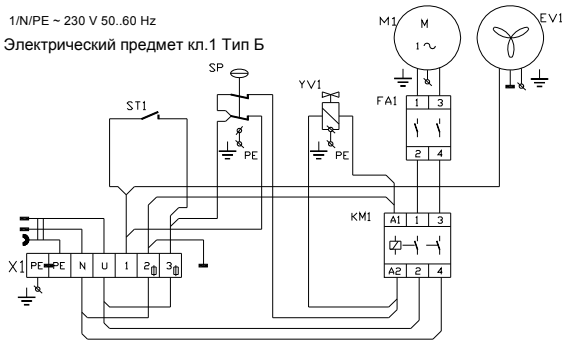 1/N/PE ~ 230 V 50..60 Hz
Электрический предмет кл.1 Тип Б
M1
M
1 ~
EV1
SP
ST1
YV1
FA1
1 3
2 4
PE
PE
KM1
A1 1 3
A2 2 4
X1 PE PE N U 1 2 3